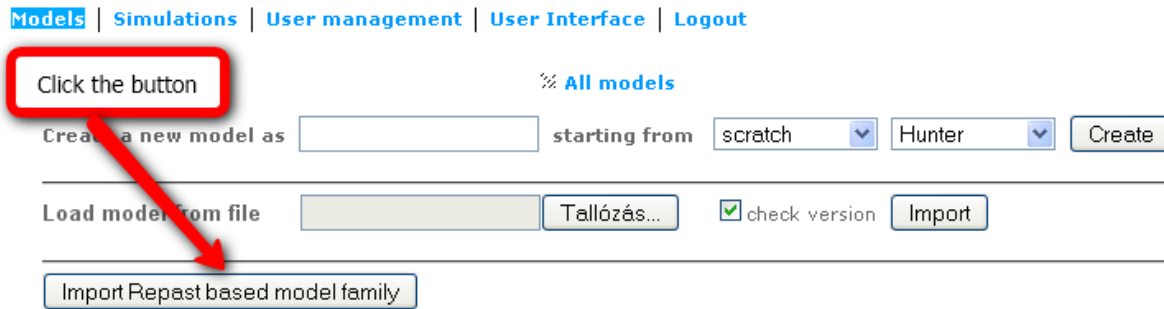 Models | Simulations | User management | User Interface | Logout
Click the button
All models
Create a new model as starting from scratch Hunter Create
Load model from file Tallózás... check version Import
Import Repast based model family